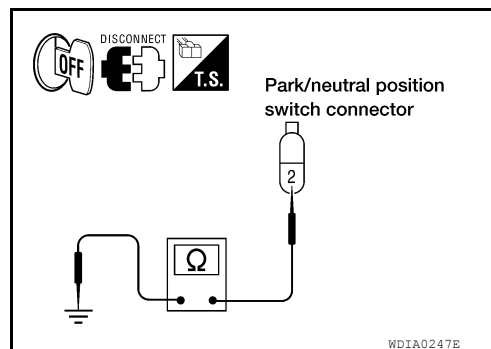 DISCONNECT
OFF
T.S.
Park/neutral position
switch connector
2
Ω
WDIA0247E